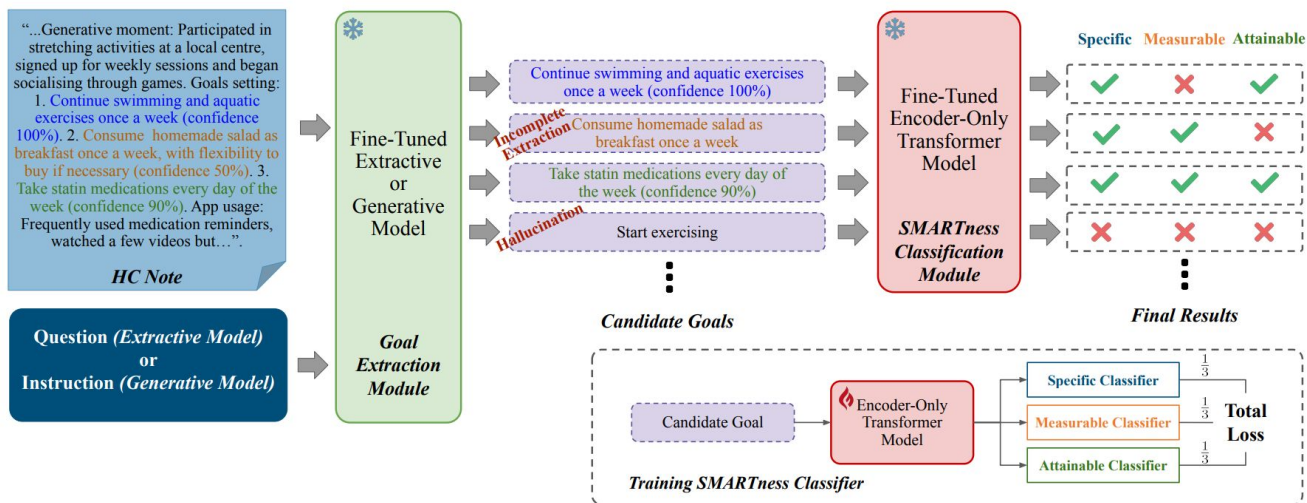 “...Generative moment: Participated in
stretching activities at a local centre,
signed up for weekly sessions and began
socialising through games. Goals setting:
1. Continue swimming and aquatic
exercises once a week (confidence
100%). 2. Consume homemade salad as
breakfast once a week, with flexibility to
buy if necessary (confidence 50%). 3.
Take statin medications every day of the
week (confidence 90%). App usage:
Frequently used medication reminders,
watched a few videos but…”.
HC Note
Question (Extractive Model)
or
Instruction (Generative Model)
Fine-Tuned
Extractive
or
Generative
Model
Goal
Extraction
Module
Continue swimming and aquatic exercises
once a week (confidence 100%)
Incomplete
Extraction
Consume homemade salad as
breakfast once a week
Take statin medications every day of
the week (confidence 90%)
Hallucination
Start exercising
Candidate Goals
Fine-Tuned
Encoder-Only
Transformer
Model
SMARTness
Classification
Module
Specific Measurable Attainable
Final Results
Candidate Goal
Encoder-Only
Transformer
Model
Specific Classifier
Measurable Classifier
Attainable Classifier
1/3
1/3
1/3
Total
Loss
Training SMARTness Classifier